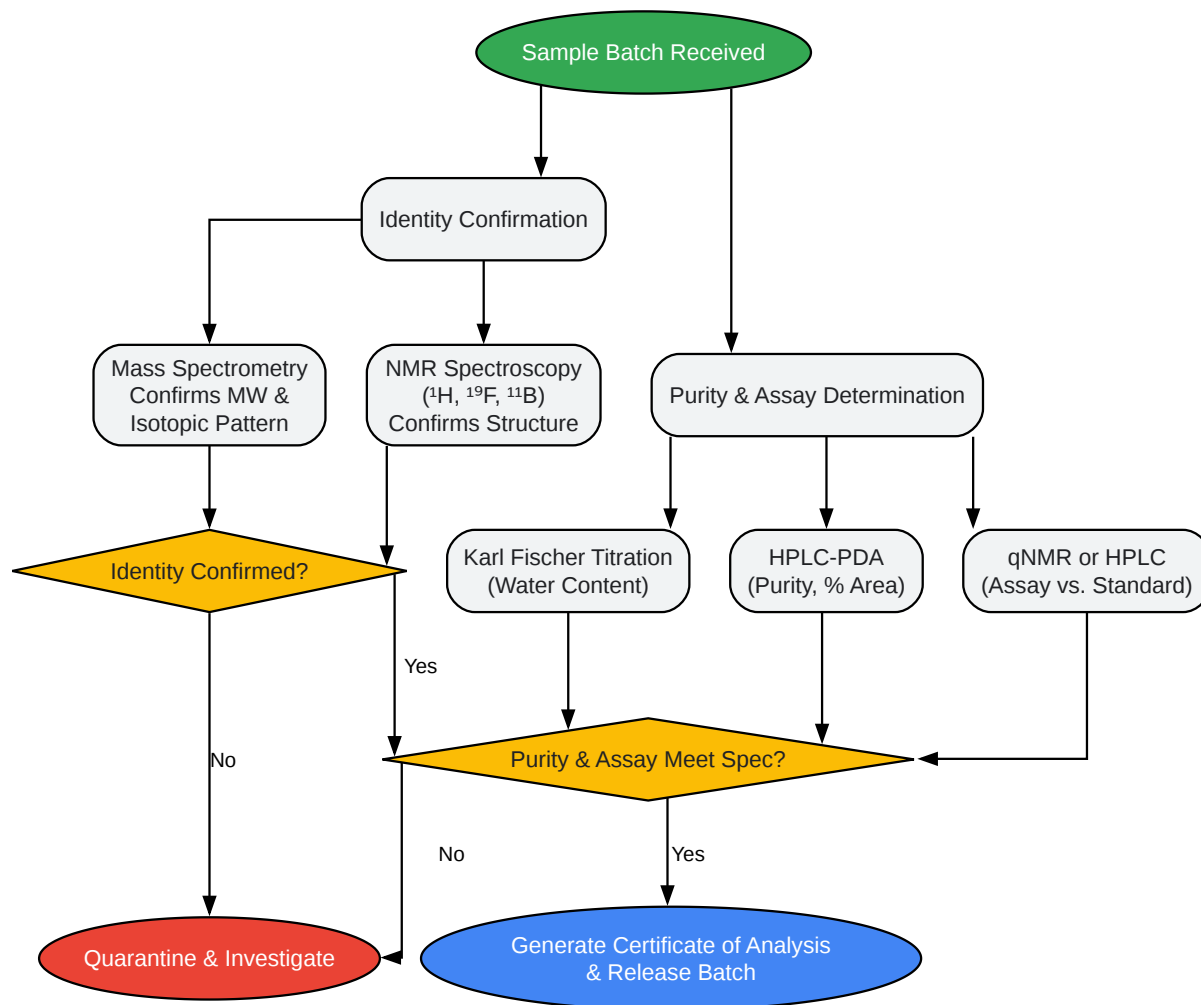 Sample Batch Received
Identity Confirmation
Mass Spectrometry
Confirms MW &
Isotopic Pattern
NMR Spectroscopy
(¹H, ¹⁹F, ¹¹B)
Confirms Structure
Purity & Assay Determination
Identity Confirmed?
Karl Fischer Titration
(Water Content)
HPLC-PDA
(Purity, % Area)
qNMR or HPLC
(Assay vs. Standard)
Yes
No
Purity & Assay Meet Spec?
No
Yes
Quarantine & Investigate
Generate Certificate of Analysis
& Release Batch